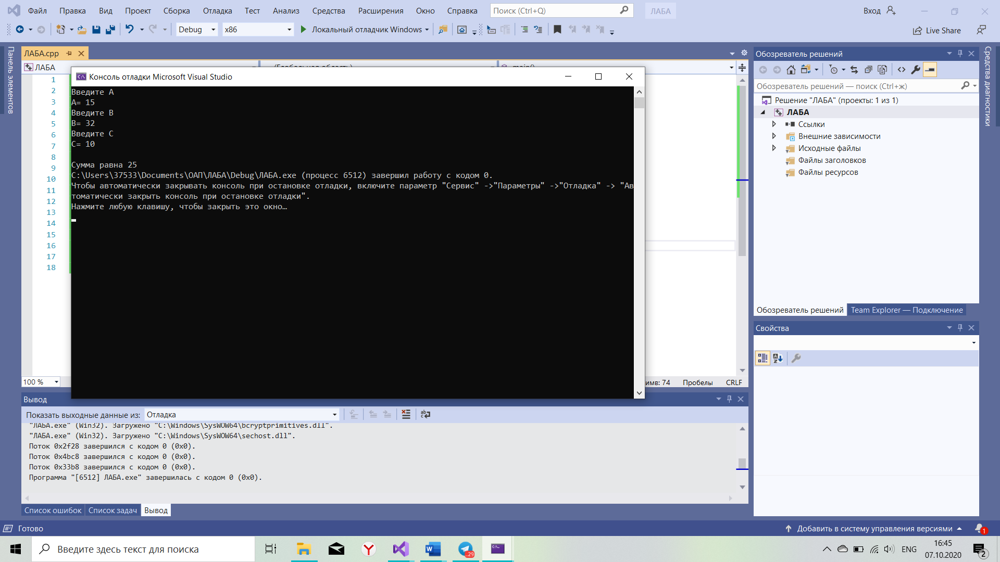 Файл Правка Вид Проект Сборка Отладка Тест Анализ Средства Расширения Окно Справка Поиск (Ctrl+Q) ЛАБА Вход
Debug x86 Локальный отладчик Windows Live Share
Панель элементов
ЛАБА.cpp
ЛАБА
1
2
3
4
5
6
7
8
9
10
11
12
13
14
15
16
17
18
Консоль отладки Microsoft Visual Studio
Введите А
A= 15
Введите B
B= 32
Введите C
C= 10
Сумма равна 25
C:\Users\37533\Documents\ОАП\ЛАБА\Debug\ЛАБА.exe (процесс 6512) завершил работу с кодом 0.
Чтобы автоматически закрывать консоль при остановке отладки, включите параметр "Сервис" ->"Параметры" ->"Отладка" -> "Ав
томатически закрыть консоль при остановке отладки".
Нажмите любую клавишу, чтобы закрыть это окно…
100 %
имв: 74 Пробелы CRLF
Вывод
Показать выходные данные из: Отладка
"ЛАБА.exe" (Win32). Загружено "C:\Windows\SysWOW64\bcryptprimitives.dll".
"ЛАБА.exe" (Win32). Загружено "C:\Windows\SysWOW64\sechost.dll".
Поток 0x2f28 завершился с кодом 0 (0x0).
Поток 0x4bc8 завершился с кодом 0 (0x0).
Поток 0x33b8 завершился с кодом 0 (0x0).
Программа "[6512] ЛАБА.exe" завершилась с кодом 0 (0x0).
Список ошибок Список задач Вывод
Обозреватель решений
Обозреватель решений — поиск (Ctrl+ж)
Решение "ЛАБА" (проекты: 1 из 1)
ЛАБА
Ссылки
Внешние зависимости
Исходные файлы
Файлы заголовков
Файлы ресурсов
Обозреватель решений Team Explorer — Подключение
Свойства
Средства диагностики
Готово
Добавить в систему управления версиями 1
Введите здесь текст для поиска
..29
ENG
16:45
07.10.2020
2